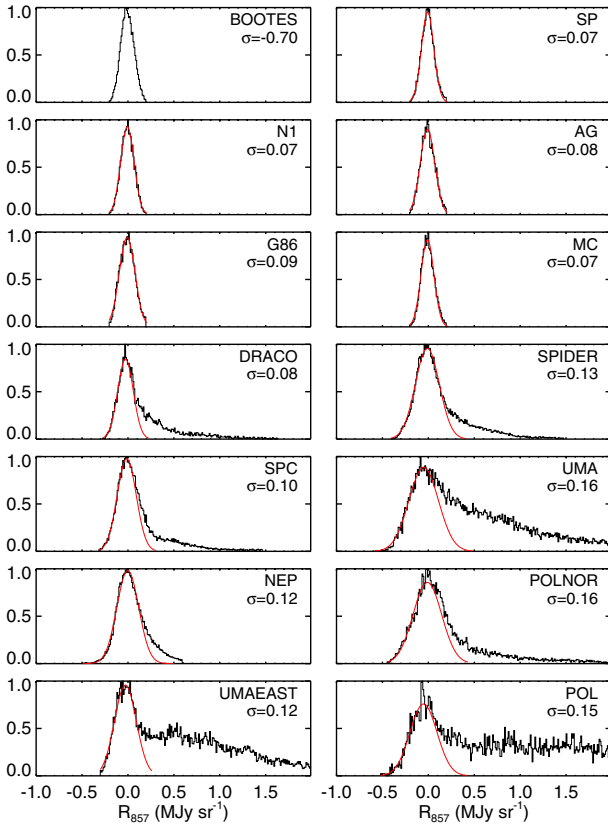 BOOTES SP
1.0 σ=-0.70 σ=0.07
0.5
0.0
1.0 N1 AG
σ=0.07 σ=0.08
0.5
0.0
1.0 G86 MC
σ=0.09 σ=0.07
0.5
0.0
1.0 DRACO SPIDER
σ=0.08 σ=0.13
0.5
0.0
1.0 SPC UMA
σ=0.10 σ=0.16
0.5
0.0
1.0 NEP POLNOR
σ=0.12 σ=0.16
0.5
0.0
1.0 UMAEAST POL
σ=0.12 σ=0.15
0.5
0.0
-1.0 -0.5 0.0 0.5 1.0 1.5 -1.0 -0.5 0.0 0.5 1.0 1.5
R857 (MJy sr⁻¹) R857 (MJy sr⁻¹)